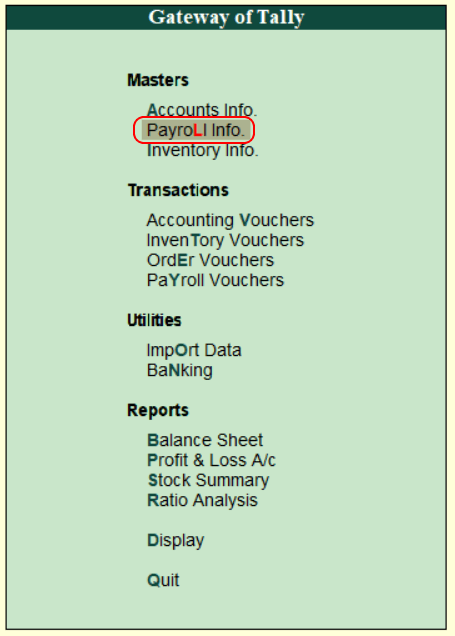 Gateway of Tally
Masters
Accounts Info.
PayroLl Info.
Inventory Info.
Transactions
Accounting Vouchers
InvenTory Vouchers
OrdEr Vouchers
PaYroll Vouchers
Utilities
ImpOrt Data
BaNking
Reports
Balance Sheet
Profit & Loss A/c
Stock Summary
Ratio Analysis
Display
Quit